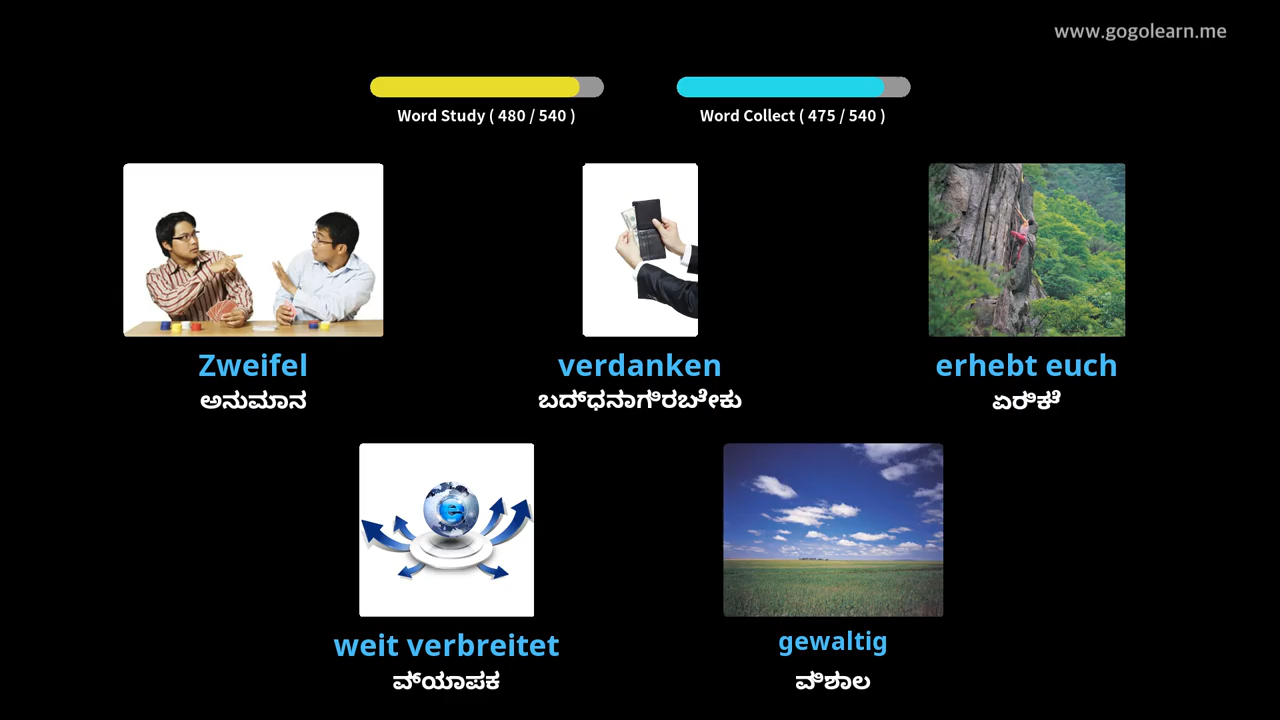 www.gogolearn.me
Word Study ( 480 / 540 )
Word Collect ( 475 / 540 )
Zweifel
ಅನುಮಾನ
verdanken
ಬದ್ಧನಾಗಿರಬೇಕು
erhebt euch
ಏರಿಕೆ
weit verbreitet
ವ್ಯಾಪಕ
gewaltig
ವಿಶಾಲ